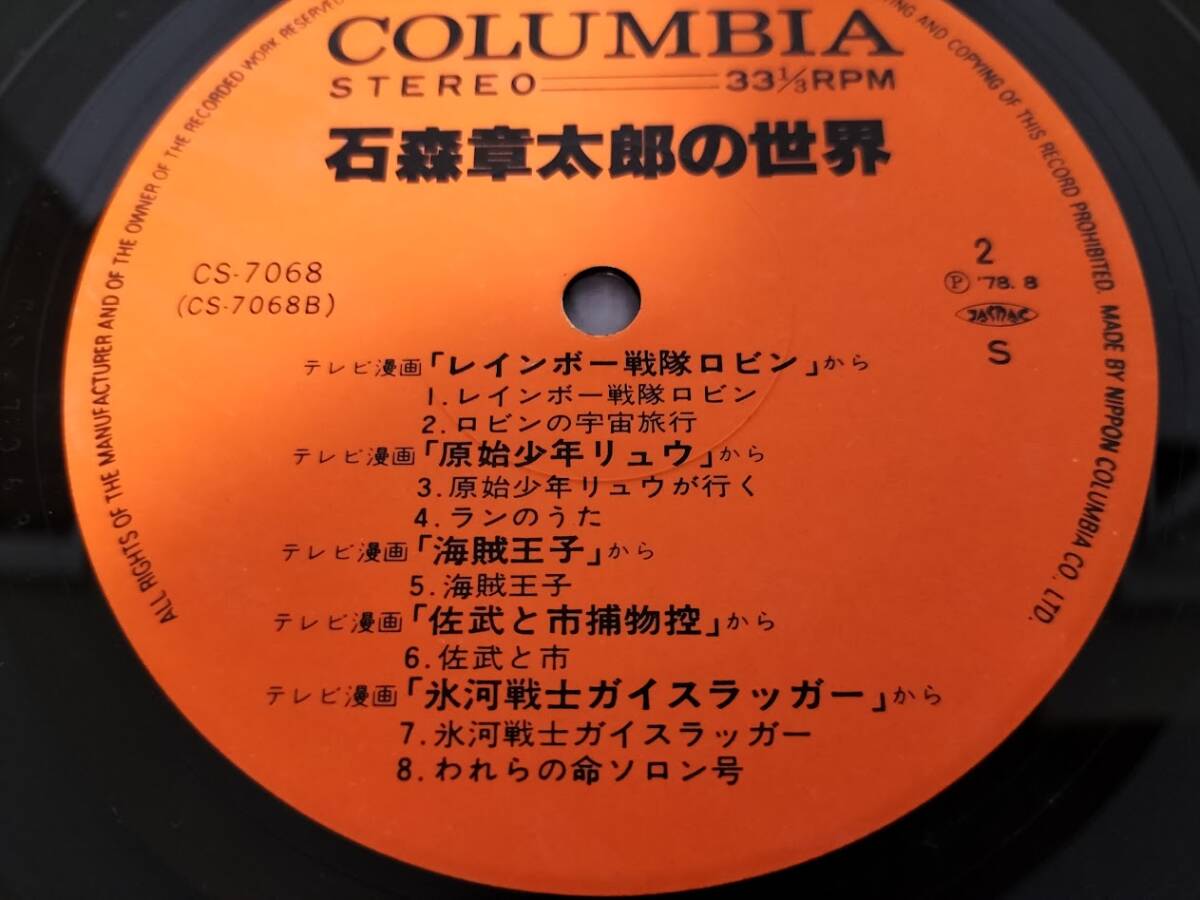 COLUMBIA
STEREO 33 1/3 RPM
石森章太郎の世界
CS-7068
(CS-7068B)
2
Ⓟ '78. 8
JASRAC
S
テレビ漫画「レインボー戦隊ロビン」から
1.レインボー戦隊ロビン
2.ロビンの宇宙旅行
テレビ漫画「原始少年リュウ」から
3.原始少年リュウが行く
4.ランのうた
テレビ漫画「海賊王子」から
5.海賊王子
テレビ漫画「佐武と市捕物控」から
6.佐武と市
テレビ漫画「氷河戦士ガイスラッガー」から
7.氷河戦士ガイスラッガー
8.われらの命ソロン号
ALL RIGHTS OF THE MANUFACTURER AND OF THE OWNER OF THE RECORDED WORK RESERVED
AND COPYING OF THIS RECORD PROHIBITED. MADE BY NIPPON COLUMBIA CO., LTD.